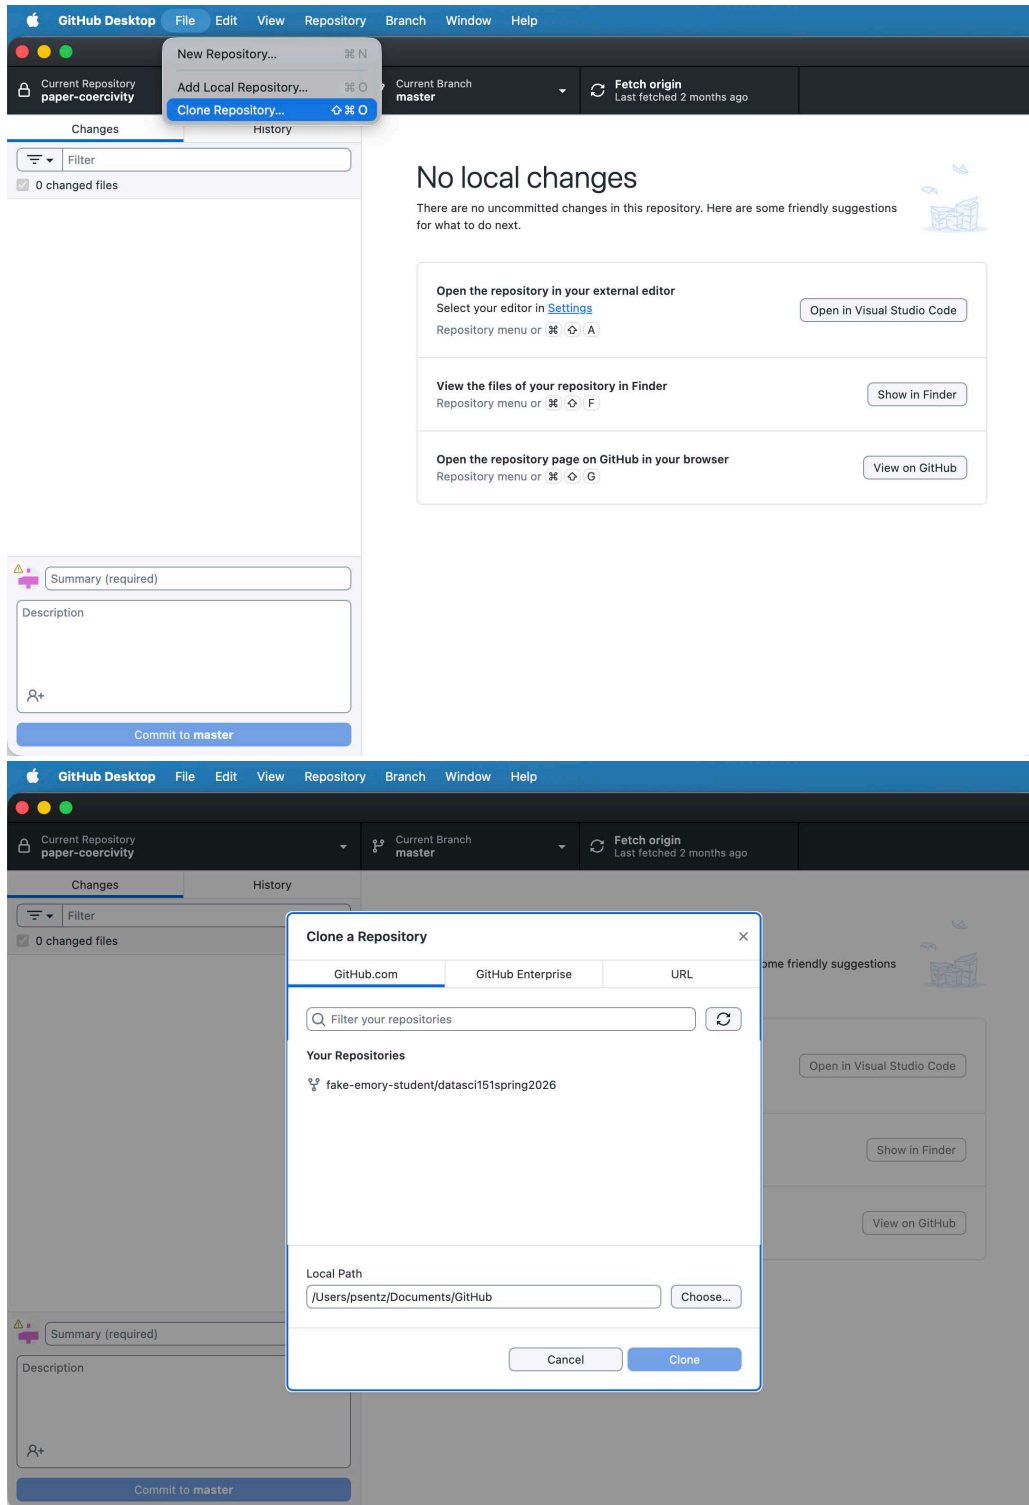 GitHub Desktop File Edit View Repository Branch Window Help
New Repository... ⌘ N
Add Local Repository... ⌘ O
Clone Repository... ⇧ ⌘ O
Current Repository
paper-coercivity
Current Branch
master
Fetch origin
Last fetched 2 months ago
Changes History
Filter
0 changed files
No local changes
There are no uncommitted changes in this repository. Here are some friendly suggestions
for what to do next.
Open the repository in your external editor
Select your editor in Settings
Repository menu or ⌘ ⇧ A
Open in Visual Studio Code
View the files of your repository in Finder
Repository menu or ⌘ ⇧ F
Show in Finder
Open the repository page on GitHub in your browser
Repository menu or ⌘ ⇧ G
View on GitHub
Summary (required)
Description
Commit to master
GitHub Desktop File Edit View Repository Branch Window Help
Current Repository
paper-coercivity
Current Branch
master
Fetch origin
Last fetched 2 months ago
Changes History
Filter
0 changed files
Clone a Repository
GitHub.com GitHub Enterprise URL
Filter your repositories
Your Repositories
fake-emory-student/datasci151spring2026
Local Path
/Users/psentz/Documents/GitHub Choose...
Cancel Clone
some friendly suggestions
Open in Visual Studio Code
Show in Finder
View on GitHub
Summary (required)
Description
Commit to master